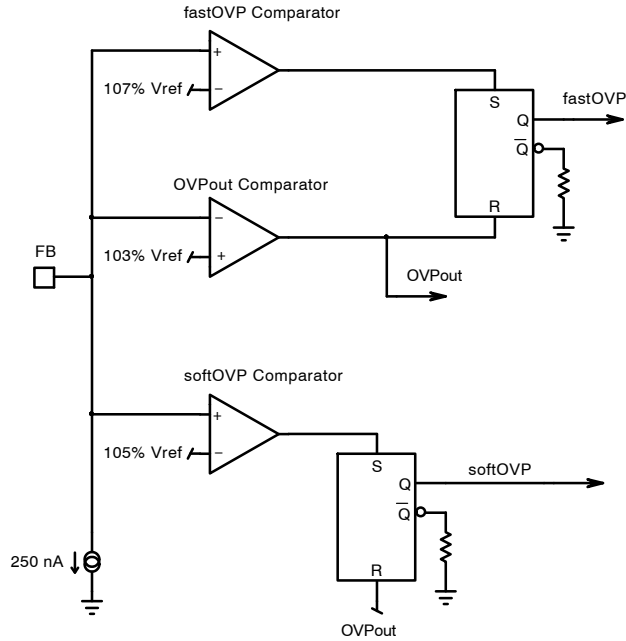 fastOVP Comparator
+
107% Vref
−
S
fastOVP
Q
Q
R
OVPout Comparator
−
103% Vref
+
OVPout
FB
softOVP Comparator
+
105% Vref
−
S
softOVP
Q
Q
R
250 nA
OVPout